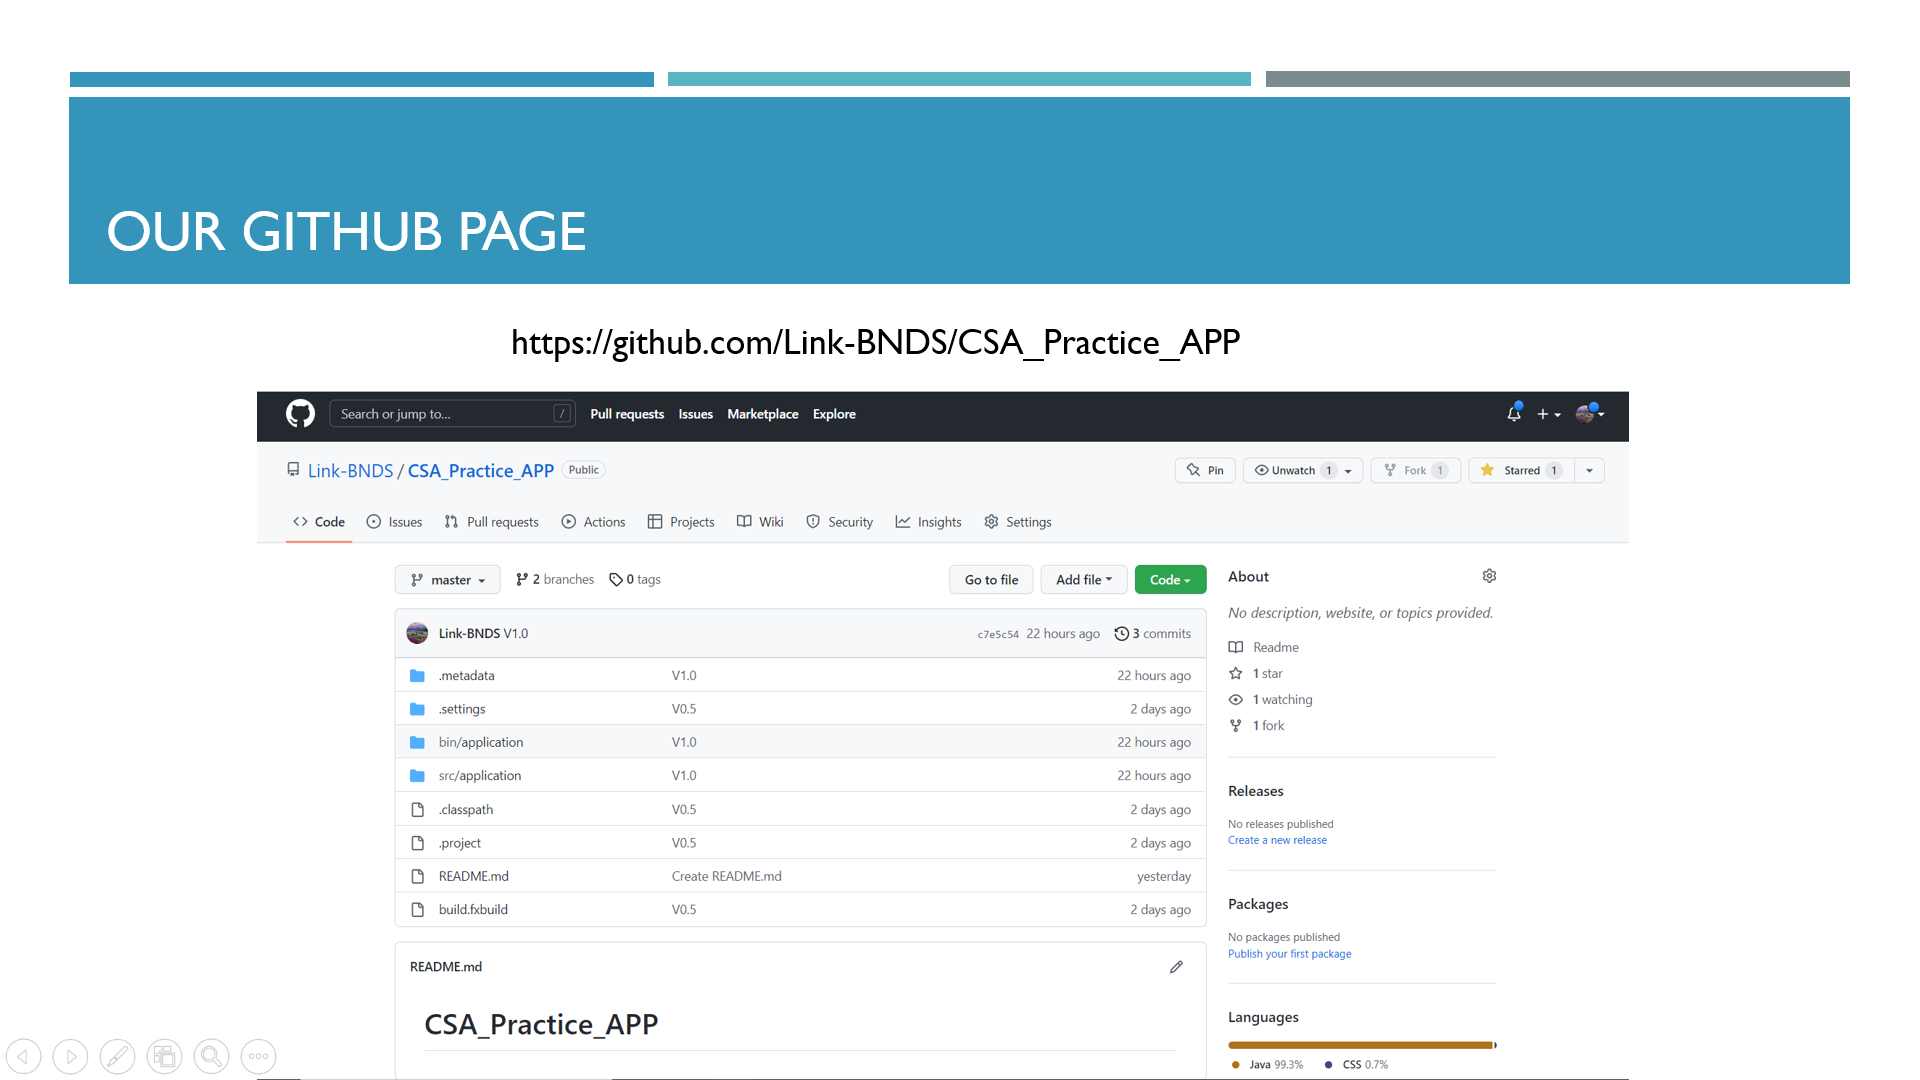 OUR GITHUB PAGE
https://github.com/Link-BNDS/CSA_Practice_APP
Search or jump to... / Pull requests Issues Marketplace Explore
Link-BNDS / CSA_Practice_APP Public Pin Unwatch 1 Fork 1 Starred 1
Code Issues Pull requests Actions Projects Wiki Security Insights Settings
master 2 branches 0 tags Go to file Add file Code
Link-BNDS V1.0 c7e5c54 22 hours ago 3 commits
.metadata V1.0 22 hours ago
.settings V0.5 2 days ago
bin/application V1.0 22 hours ago
src/application V1.0 22 hours ago
.classpath V0.5 2 days ago
.project V0.5 2 days ago
README.md Create README.md yesterday
build.fxbuild V0.5 2 days ago
README.md
CSA_Practice_APP
About
No description, website, or topics provided.
Readme
1 star
1 watching
1 fork
Releases
No releases published
Create a new release
Packages
No packages published
Publish your first package
Languages
Java 99.3% CSS 0.7%